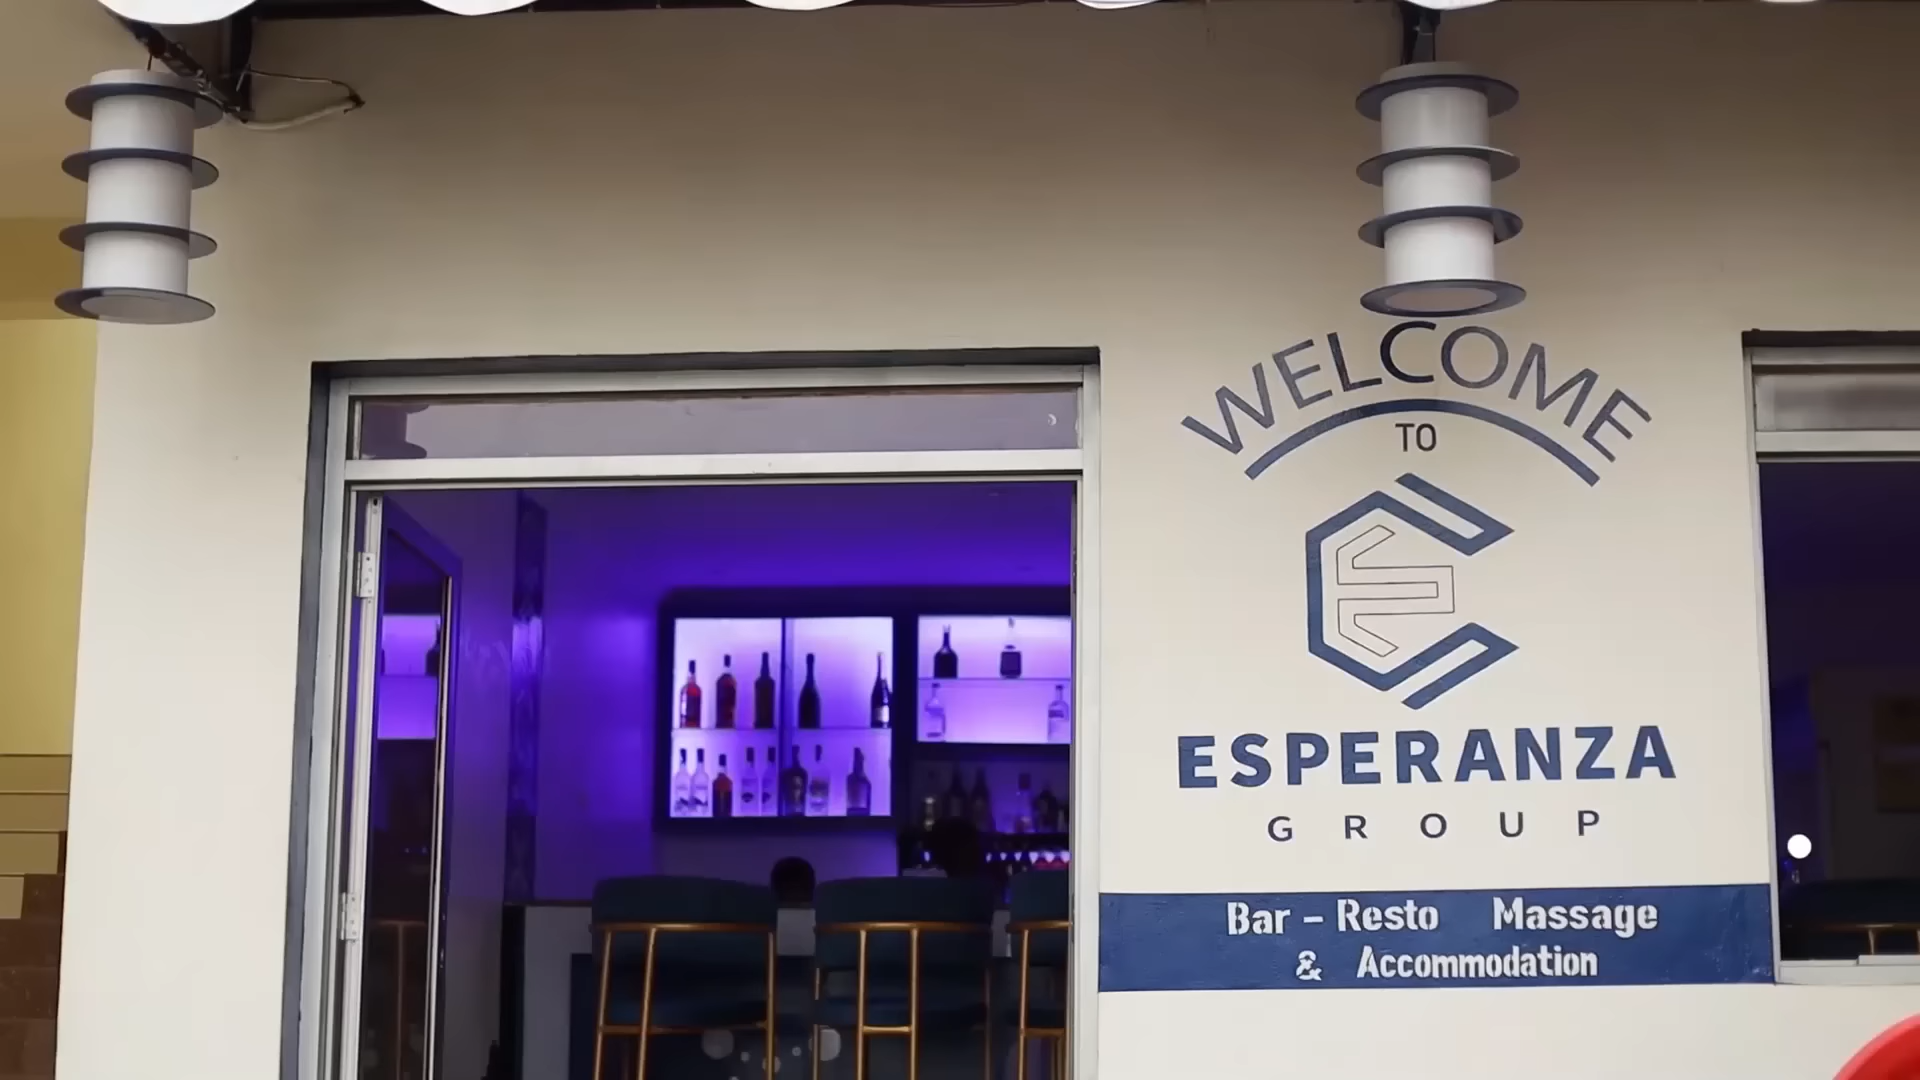 WELCOME
TO
ESPERANZA
GROUP
Bar - Resto Massage
& Accommodation